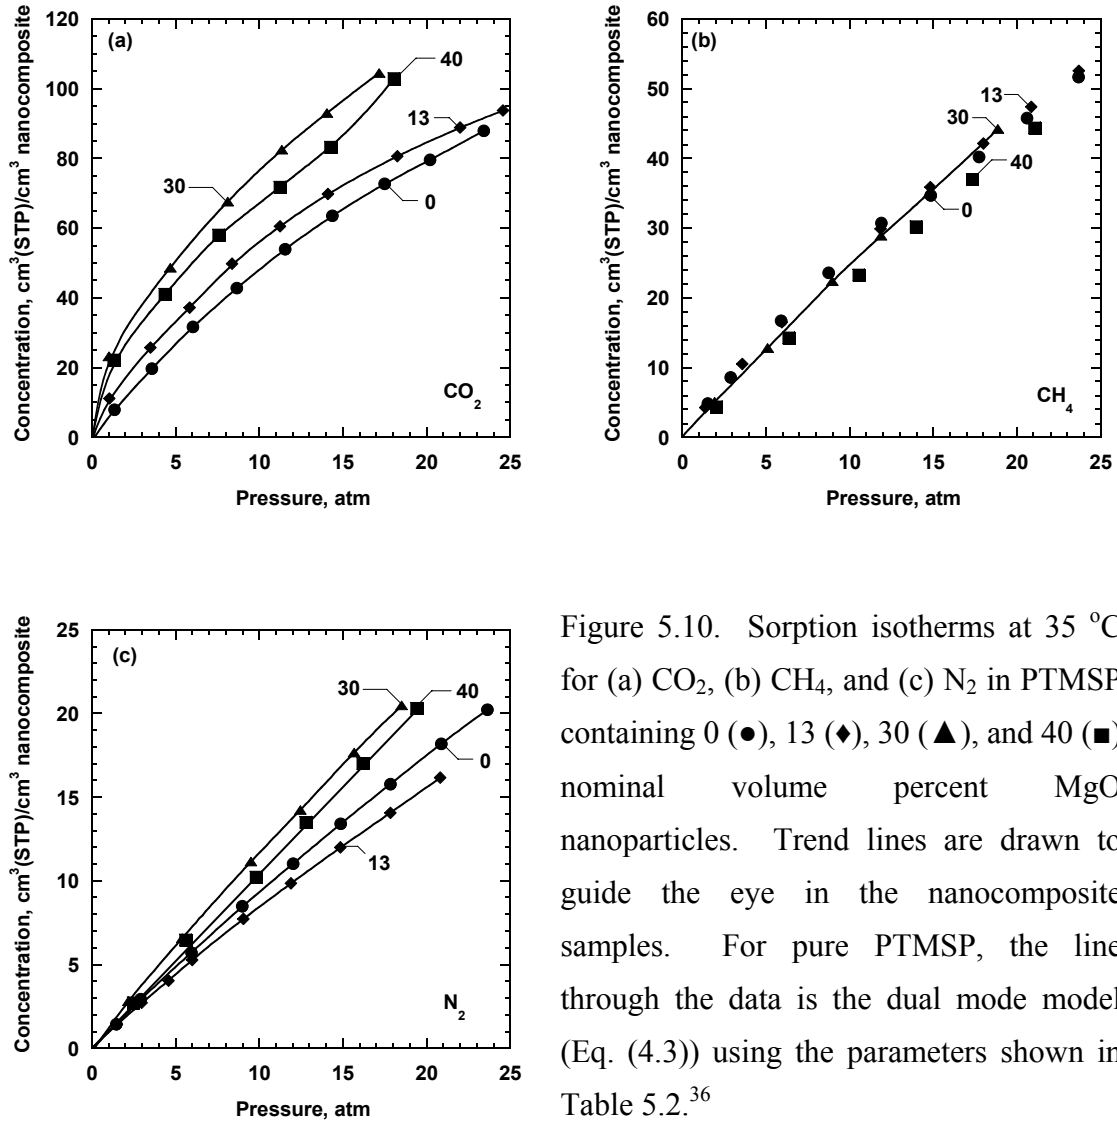 (a)
Concentration, cm³(STP)/cm³ nanocomposite
120
100
80
60
40
20
0
40
13
30
0
CO₂
0 5 10 15 20 25
Pressure, atm
(b)
Concentration, cm³(STP)/cm³ nanocomposite
60
50
40
30
20
10
0
13
30
40
0
CH₄
0 5 10 15 20 25
Pressure, atm
(c)
Concentration, cm³(STP)/cm³ nanocomposite
25
20
15
10
5
0
30
40
0
13
N₂
0 5 10 15 20 25
Pressure, atm
Figure 5.10. Sorption isotherms at 35 °C
for (a) CO₂, (b) CH₄, and (c) N₂ in PTMSP
containing 0 (●), 13 (♦), 30 (▲), and 40 (■)
nominal volume percent MgO
nanoparticles. Trend lines are drawn to
guide the eye in the nanocomposite
samples. For pure PTMSP, the line
through the data is the dual mode model
(Eq. (4.3)) using the parameters shown in
Table 5.2.³⁶